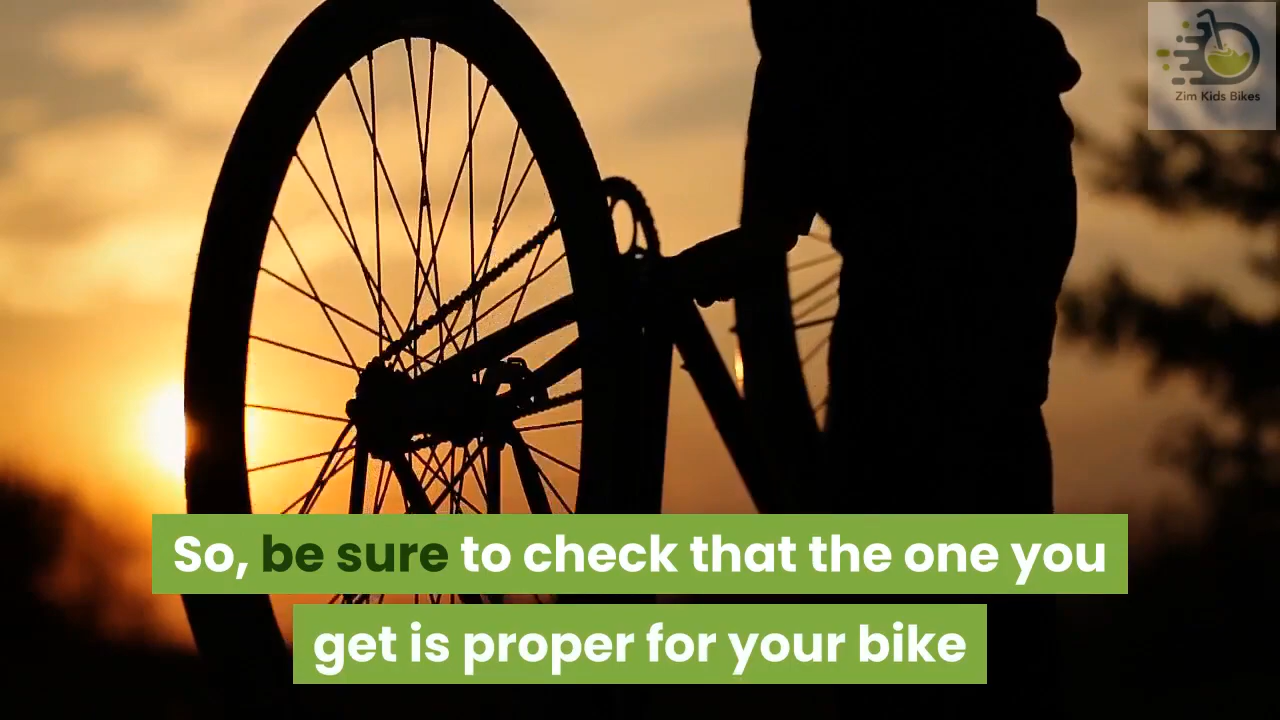 Zim Kids Bikes
So, be sure to check that the one you
get is proper for your bike